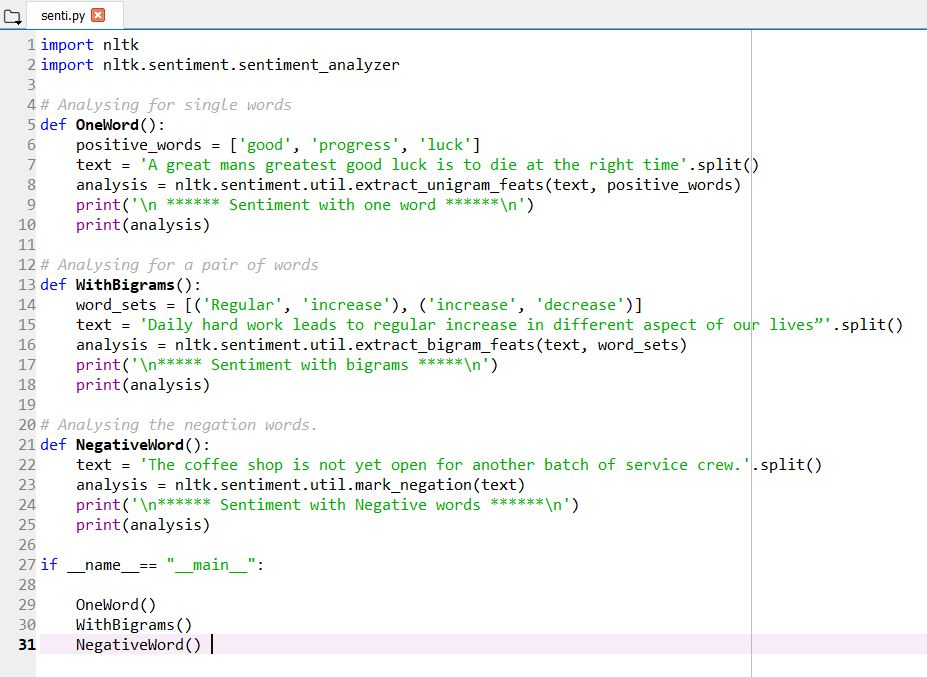 senti.py
1 import nltk
2 import nltk.sentiment.sentiment_analyzer
3
4 # Analysing for single words
5 def OneWord():
6     positive_words = ['good', 'progress', 'luck']
7     text = 'A great mans greatest good luck is to die at the right time'.split()
8     analysis = nltk.sentiment.util.extract_unigram_feats(text, positive_words)
9     print('\n ****** Sentiment with one word ******\n')
10     print(analysis)
11
12 # Analysing for a pair of words
13 def WithBigrams():
14     word_sets = [('Regular', 'increase'), ('increase', 'decrease')]
15     text = 'Daily hard work leads to regular increase in different aspect of our lives”'.split()
16     analysis = nltk.sentiment.util.extract_bigram_feats(text, word_sets)
17     print('\n***** Sentiment with bigrams *****\n')
18     print(analysis)
19
20 # Analysing the negation words.
21 def NegativeWord():
22     text = 'The coffee shop is not yet open for another batch of service crew.'.split()
23     analysis = nltk.sentiment.util.mark_negation(text)
24     print('\n****** Sentiment with Negative words ******\n')
25     print(analysis)
26
27 if __name__== "__main__":
28
29     OneWord()
30     WithBigrams()
31     NegativeWord()